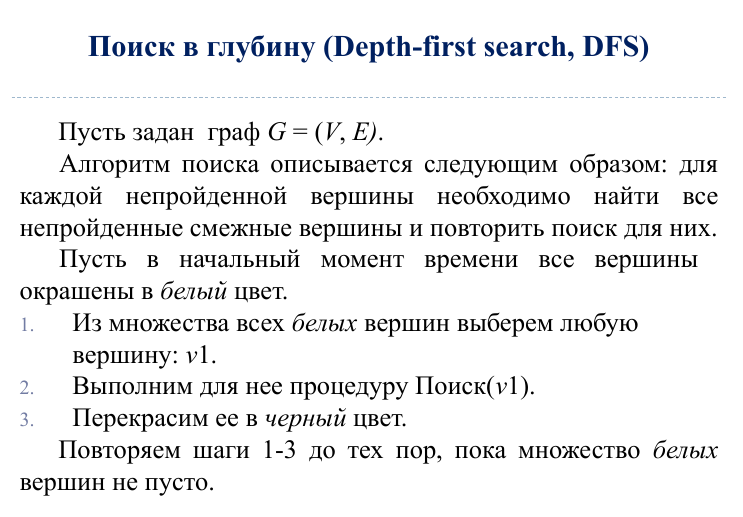 Поиск в глубину (Depth-first search, DFS)
Пусть задан граф G = (V, E).
Алгоритм поиска описывается следующим образом: для
каждой непройденной вершины необходимо найти все
непройденные смежные вершины и повторить поиск для них.
Пусть в начальный момент времени все вершины
окрашены в белый цвет.
1. Из множества всех белых вершин выберем любую
вершину: v1.
2. Выполним для нее процедуру Поиск(v1).
3. Перекрасим ее в черный цвет.
Повторяем шаги 1-3 до тех пор, пока множество белых
вершин не пусто.